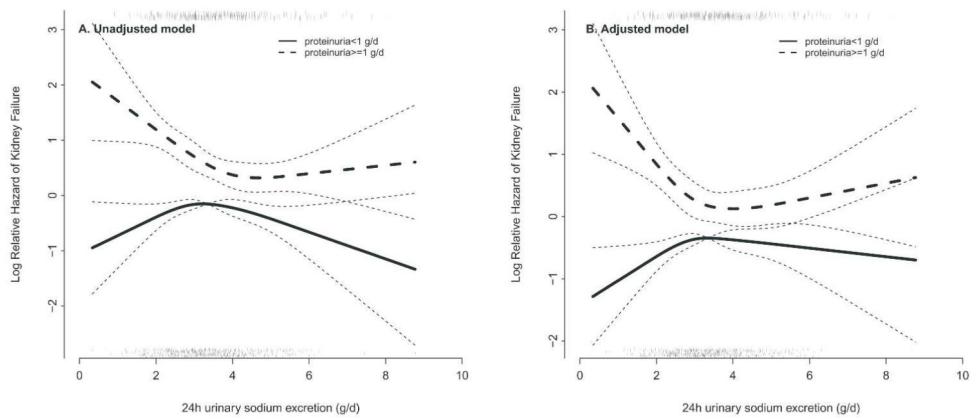 A. Unadjusted model
proteinuria<1 g/d
proteinuria>=1 g/d
Log Relative Hazard of Kidney Failure
3
2
1
0
−1
−2
0 2 4 6 8 10
24h urinary sodium excretion (g/d)
B. Adjusted model
proteinuria<1 g/d
proteinuria>=1 g/d
Log Relative Hazard of Kidney Failure
3
2
1
0
−1
−2
0 2 4 6 8 10
24h urinary sodium excretion (g/d)